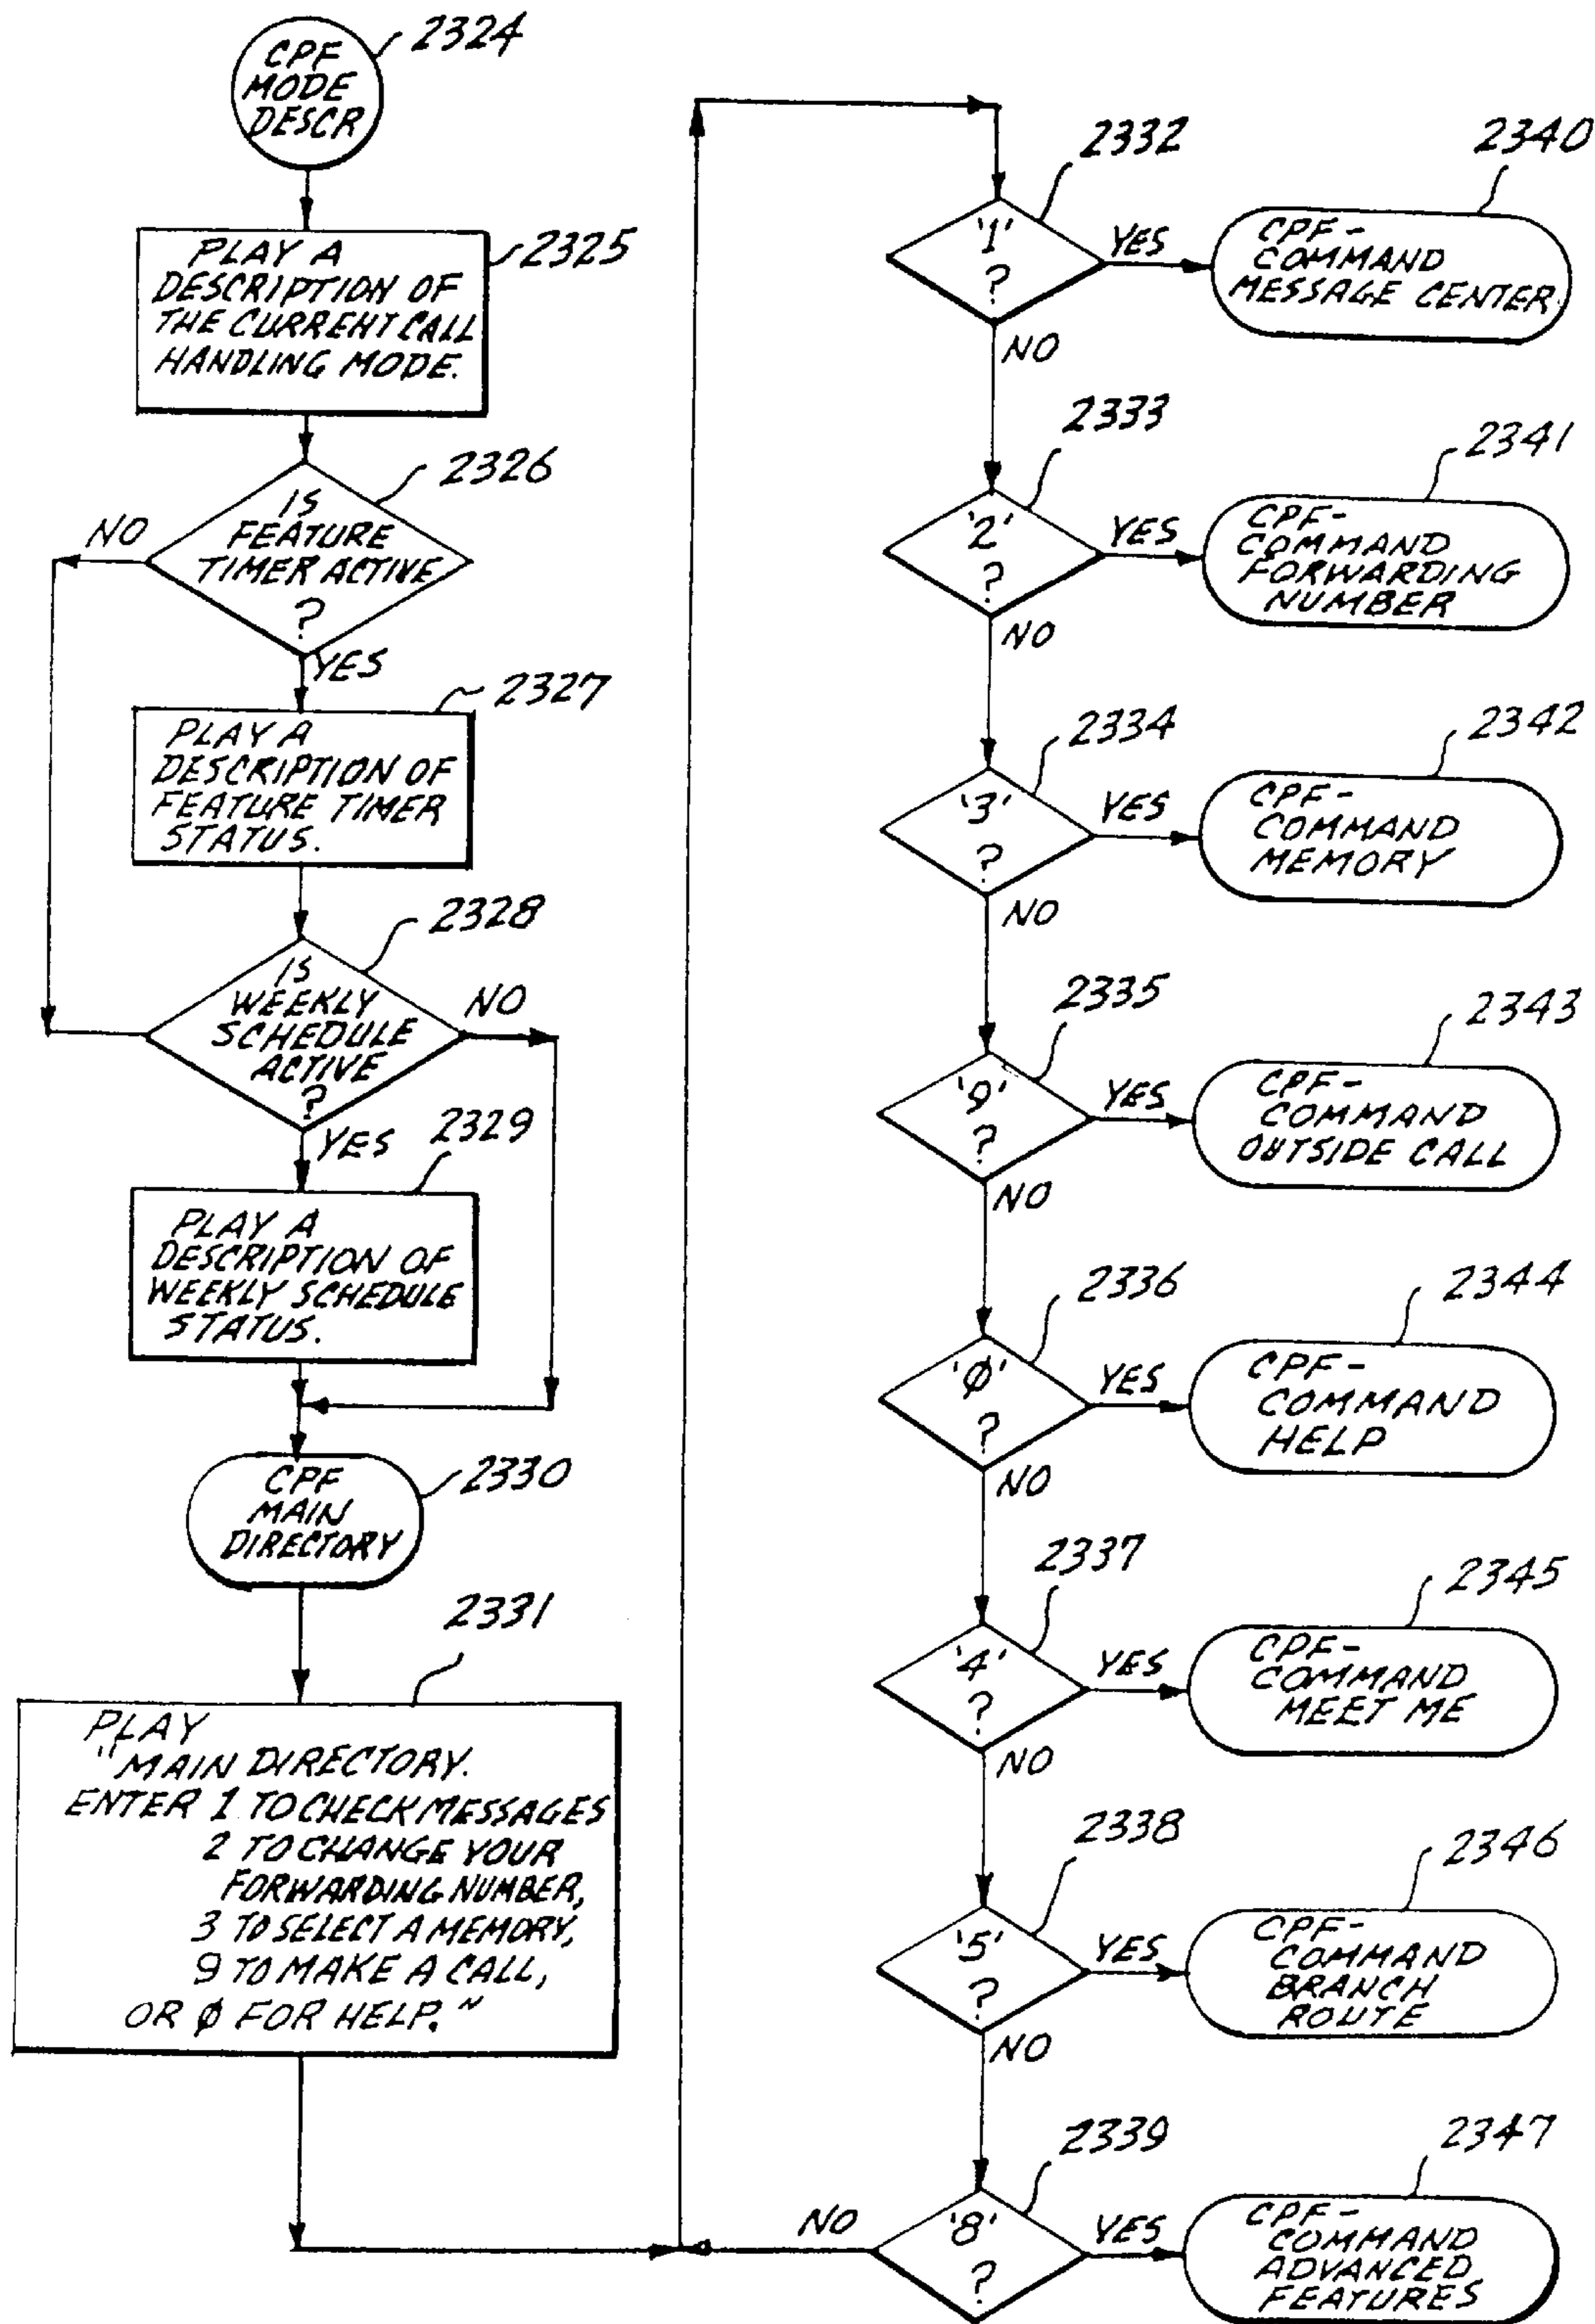 2324
CPF
MODE
DESCR
2325
PLAY A
DESCRIPTION OF
THE CURRENT CALL
HANDLING MODE.
2326
IS
FEATURE
TIMER ACTIVE
?
NO
YES
2327
PLAY A
DESCRIPTION OF
FEATURE TIMER
STATUS.
2328
IS
WEEKLY
SCHEDULE
ACTIVE
?
NO
YES
2329
PLAY A
DESCRIPTION OF
WEEKLY SCHEDULE
STATUS.
2330
CPF
MAIN
DIRECTORY
2331
PLAY
"MAIN DIRECTORY.
ENTER 1 TO CHECK MESSAGES
2 TO CHANGE YOUR
FORWARDING NUMBER,
3 TO SELECT A MEMORY,
9 TO MAKE A CALL,
OR Ø FOR HELP."
2332
'1'
?
YES
NO
2340
CPF-
COMMAND
MESSAGE CENTER
2333
'2'
?
YES
NO
2341
CPF-
COMMAND
FORWARDING
NUMBER
2334
'3'
?
YES
NO
2342
CPF-
COMMAND
MEMORY
2335
'9'
?
YES
NO
2343
CPF-
COMMAND
OUTSIDE CALL
2336
'Ø'
?
YES
NO
2344
CPF-
COMMAND
HELP
2337
'4'
?
YES
NO
2345
CPF-
COMMAND
MEET ME
2338
'5'
?
YES
NO
2346
CPF-
COMMAND
BRANCH
ROUTE
2339
'8'
?
NO
YES
2347
CPF-
COMMAND
ADVANCED
FEATURES